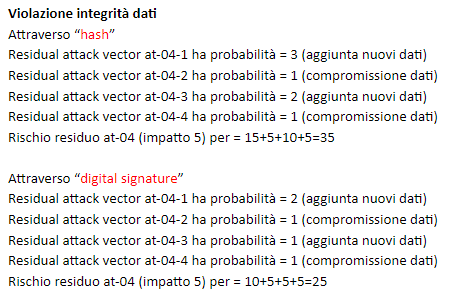 Violazione integrità dati
Attraverso “hash”
Residual attack vector at-04-1 ha probabilità = 3 (aggiunta nuovi dati)
Residual attack vector at-04-2 ha probabilità = 1 (compromissione dati)
Residual attack vector at-04-3 ha probabilità = 2 (aggiunta nuovi dati)
Residual attack vector at-04-4 ha probabilità = 1 (compromissione dati)
Rischio residuo at-04 (impatto 5) per = 15+5+10+5=35
Attraverso “digital signature”
Residual attack vector at-04-1 ha probabilità = 2 (aggiunta nuovi dati)
Residual attack vector at-04-2 ha probabilità = 1 (compromissione dati)
Residual attack vector at-04-3 ha probabilità = 1 (aggiunta nuovi dati)
Residual attack vector at-04-4 ha probabilità = 1 (compromissione dati)
Rischio residuo at-04 (impatto 5) per = 10+5+5+5=25